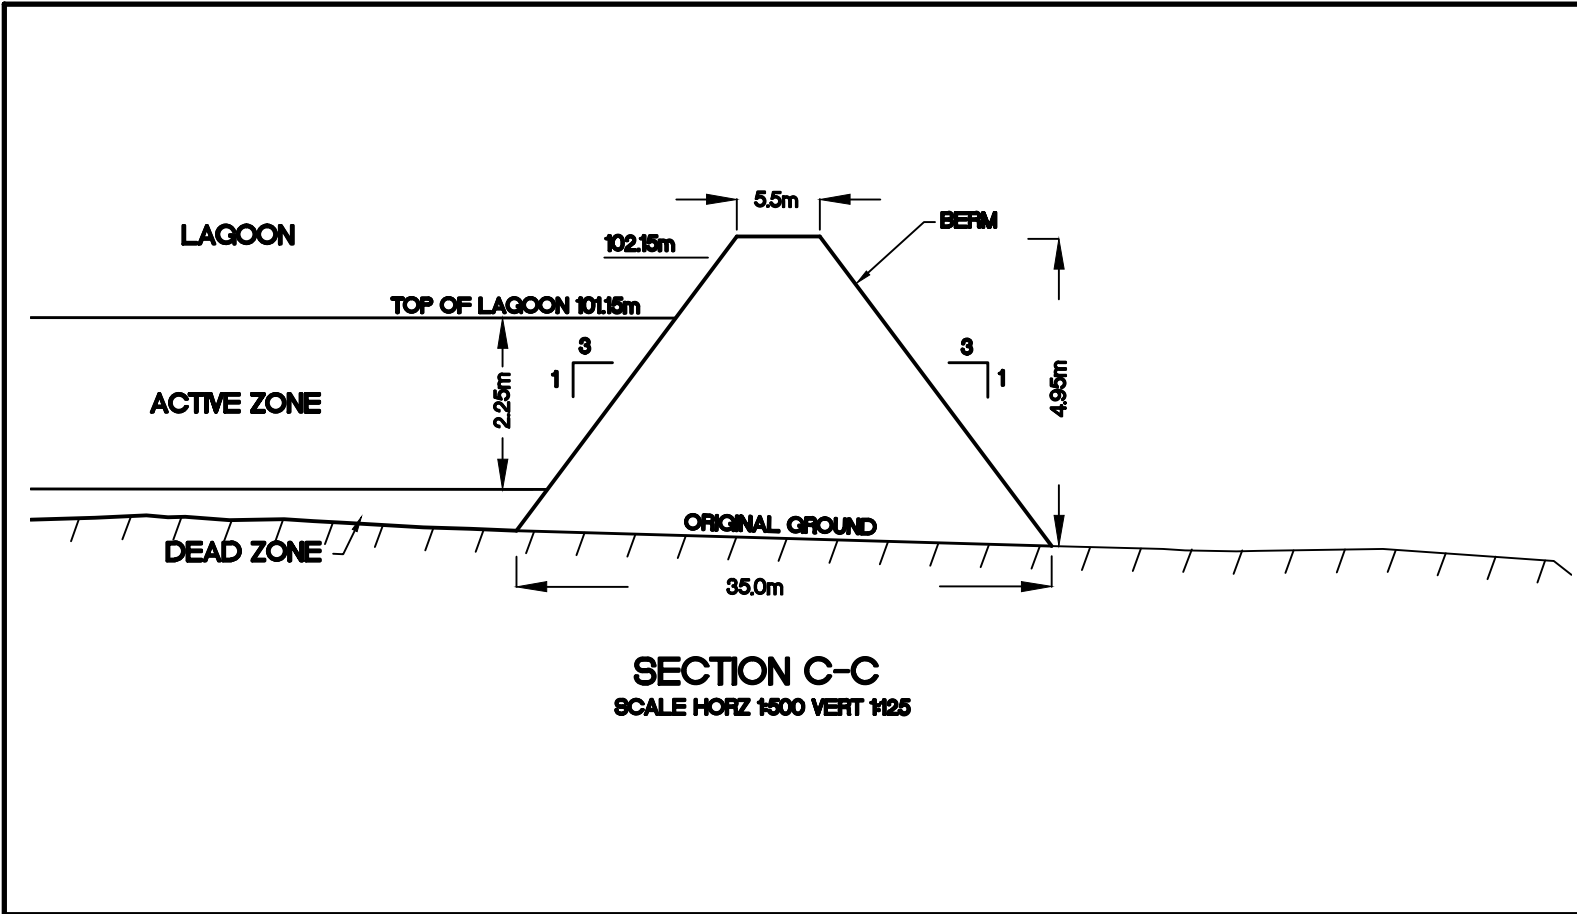 5.5m
LAGOON
BERM
102.15m
TOP OF LAGOON 101.15m
3
3
1
1
2.25m
4.95m
ACTIVE ZONE
ORIGINAL GROUND
DEAD ZONE
35.0m
SECTION C-C
SCALE HORZ 1:500 VERT 1:125